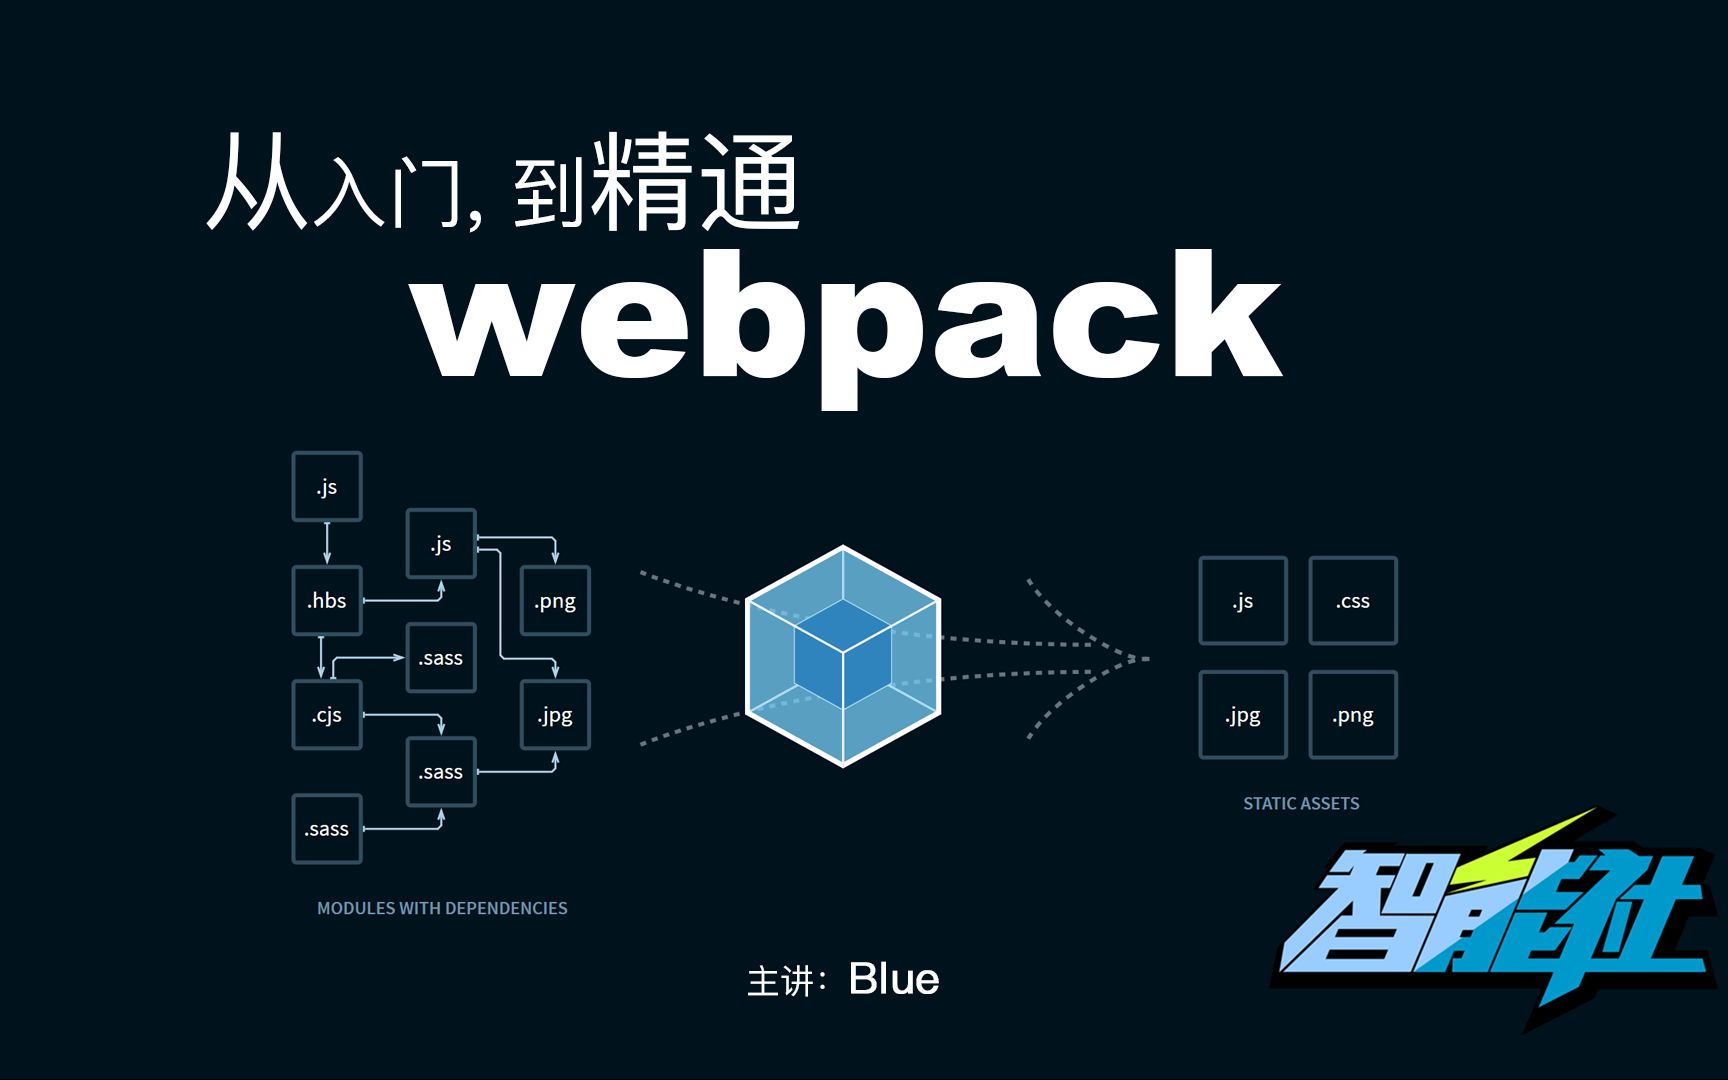 从入门, 到精通
webpack
.js
.js
.hbs
.png
.sass
.cjs
.jpg
.sass
.sass
MODULES WITH DEPENDENCIES
.js
.css
.jpg
.png
STATIC ASSETS
智能社
主讲：Blue